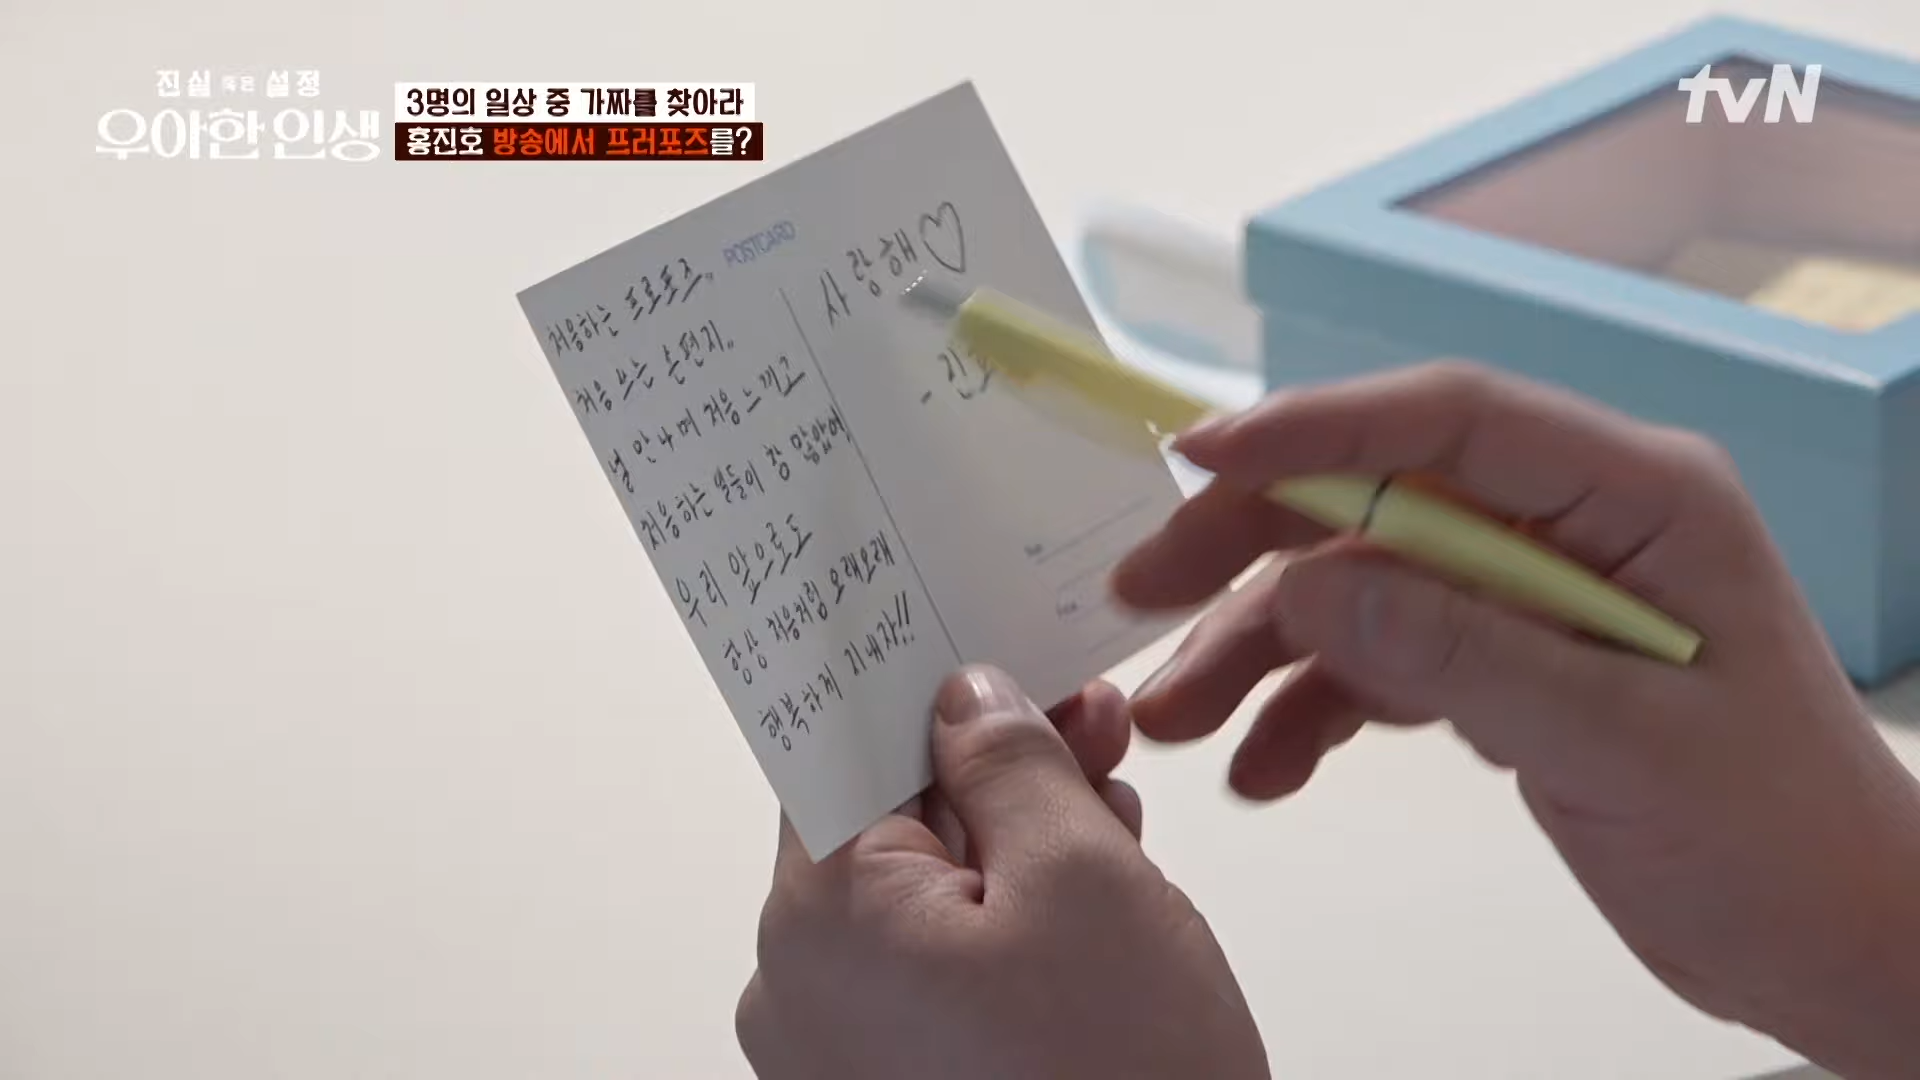 진실 혹은 설정
우아한 인생
3명의 일상 중 가짜를 찾아라
홍진호 방송에서 프러포즈를?
tvN
POSTCARD
처음하는 프로포즈,,
처음 쓰는 손편지,,
널 만나며 처음 느끼고
처음하는 일들이 참 많았어,
우리 앞으로도
항상 처음처럼 오래오래
행복하게 지내자!!
사랑해♡